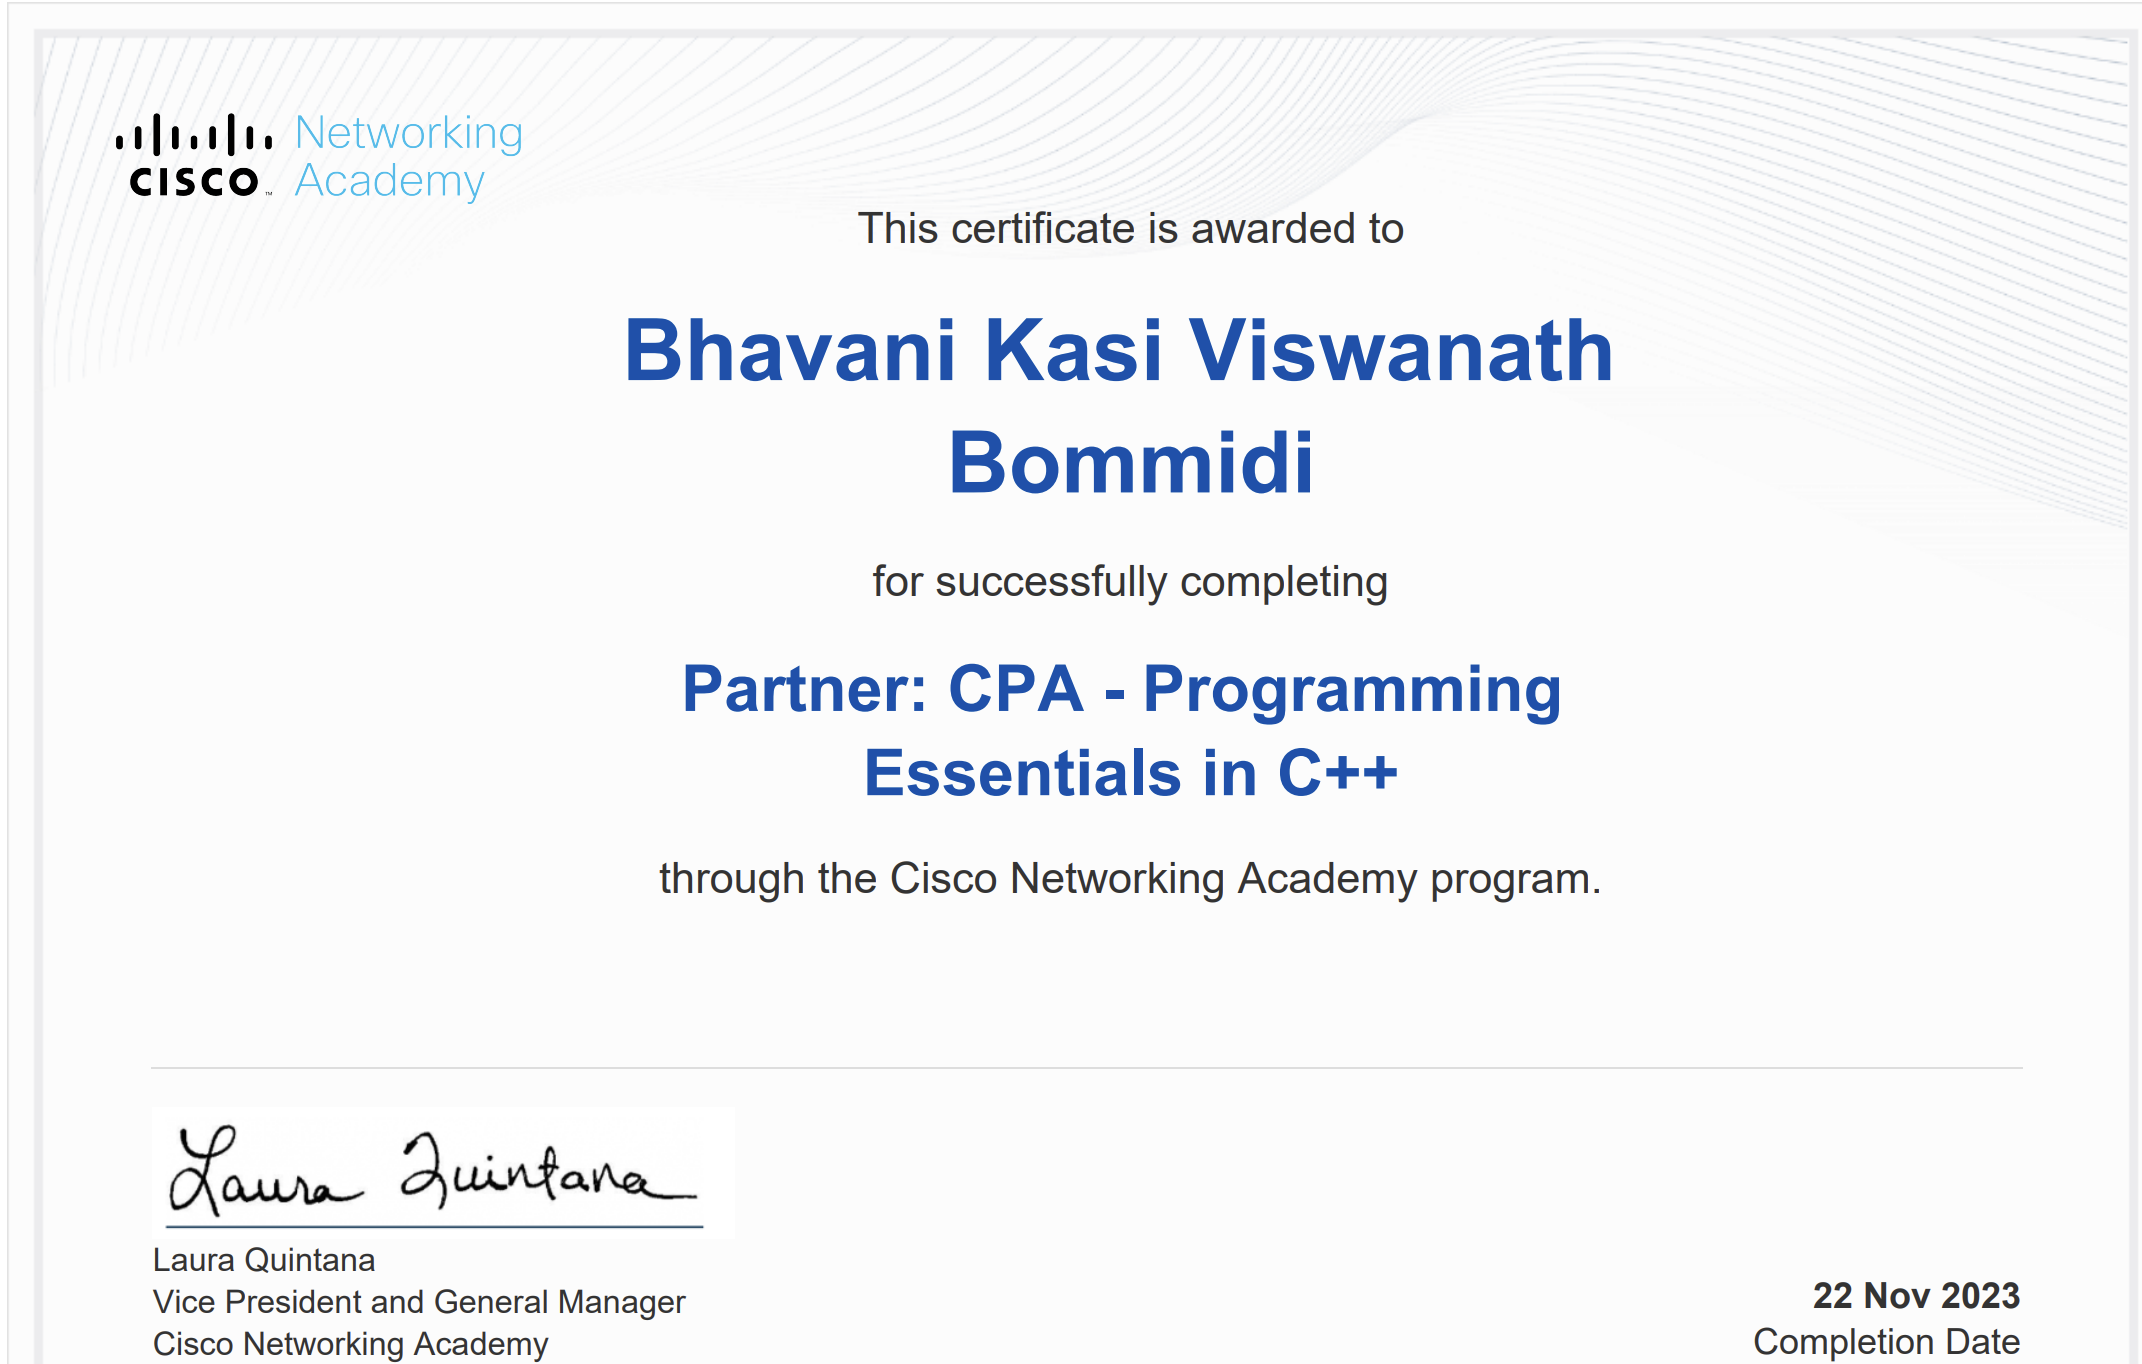 CISCO™ Networking
Academy
This certificate is awarded to
Bhavani Kasi Viswanath
Bommidi
for successfully completing
Partner: CPA - Programming
Essentials in C++
through the Cisco Networking Academy program.
Laura Quintana
Laura Quintana
Vice President and General Manager
Cisco Networking Academy
22 Nov 2023
Completion Date